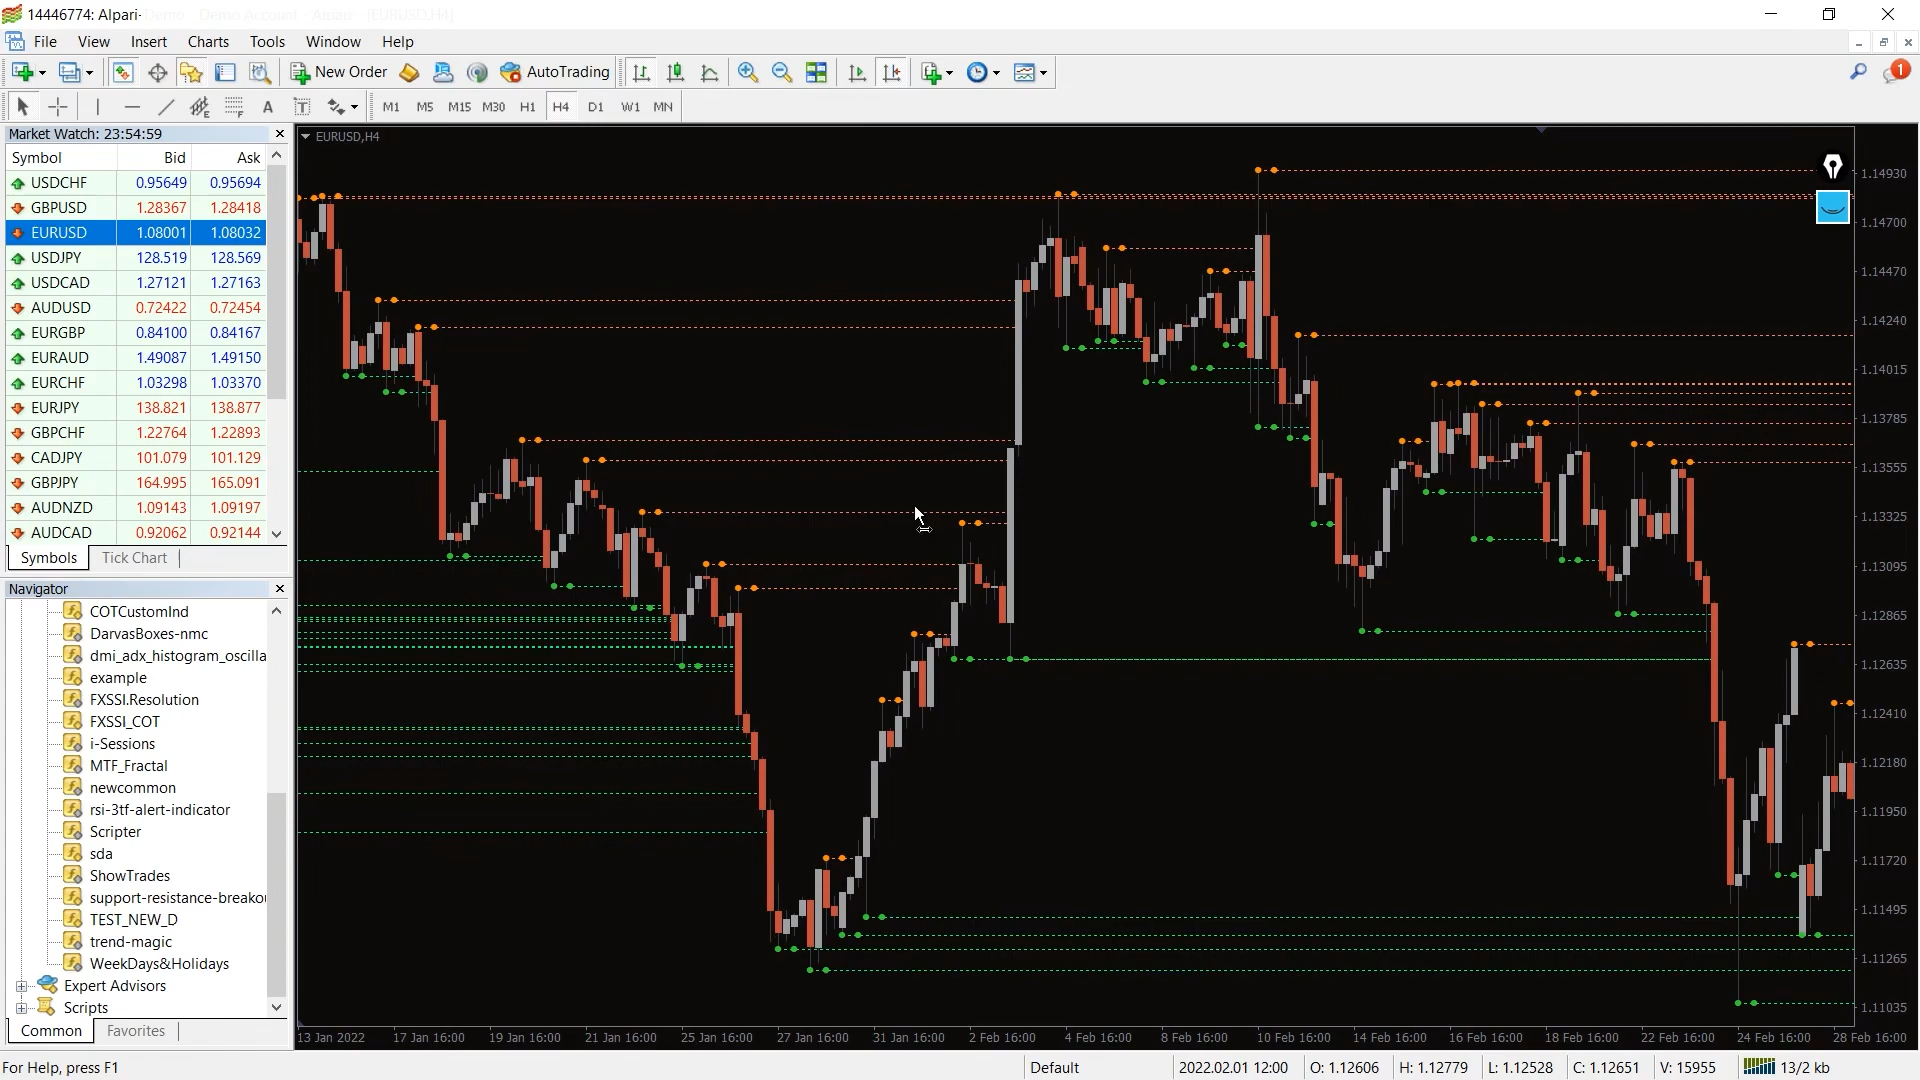 14446774: Alpari-Demo - Demo Account - Alpari - [EURUSD,H4]
File View Insert Charts Tools Window Help
New Order AutoTrading 1
A T M1 M5 M15 M30 H1 H4 D1 W1 MN
Market Watch: 23:54:59
Symbol Bid Ask
USDCHF 0.95649 0.95694
GBPUSD 1.28367 1.28418
EURUSD 1.08001 1.08032
USDJPY 128.519 128.569
USDCAD 1.27121 1.27163
AUDUSD 0.72422 0.72454
EURGBP 0.84100 0.84167
EURAUD 1.49087 1.49150
EURCHF 1.03298 1.03370
EURJPY 138.821 138.877
GBPCHF 1.22764 1.22893
CADJPY 101.079 101.129
GBPJPY 164.995 165.091
AUDNZD 1.09143 1.09197
AUDCAD 0.92062 0.92144
Symbols Tick Chart
Navigator
COTCustomInd
DarvasBoxes-nmc
dmi_adx_histogram_oscilla
example
FXSSI.Resolution
FXSSI_COT
i-Sessions
MTF_Fractal
newcommon
rsi-3tf-alert-indicator
Scripter
sda
ShowTrades
support-resistance-breakou
TEST_NEW_D
trend-magic
WeekDays&Holidays
Expert Advisors
Scripts
Common Favorites
EURUSD,H4
1.14930
1.14700
1.14470
1.14240
1.14015
1.13785
1.13555
1.13325
1.13095
1.12865
1.12635
1.12410
1.12180
1.11950
1.11720
1.11495
1.11265
1.11035
13 Jan 2022 17 Jan 16:00 19 Jan 16:00 21 Jan 16:00 25 Jan 16:00 27 Jan 16:00 31 Jan 16:00 2 Feb 16:00 4 Feb 16:00 8 Feb 16:00 10 Feb 16:00 14 Feb 16:00 16 Feb 16:00 18 Feb 16:00 22 Feb 16:00 24 Feb 16:00 28 Feb 16:00
For Help, press F1 Default 2022.02.01 12:00 O: 1.12606 H: 1.12779 L: 1.12528 C: 1.12651 V: 15955 13/2 kb